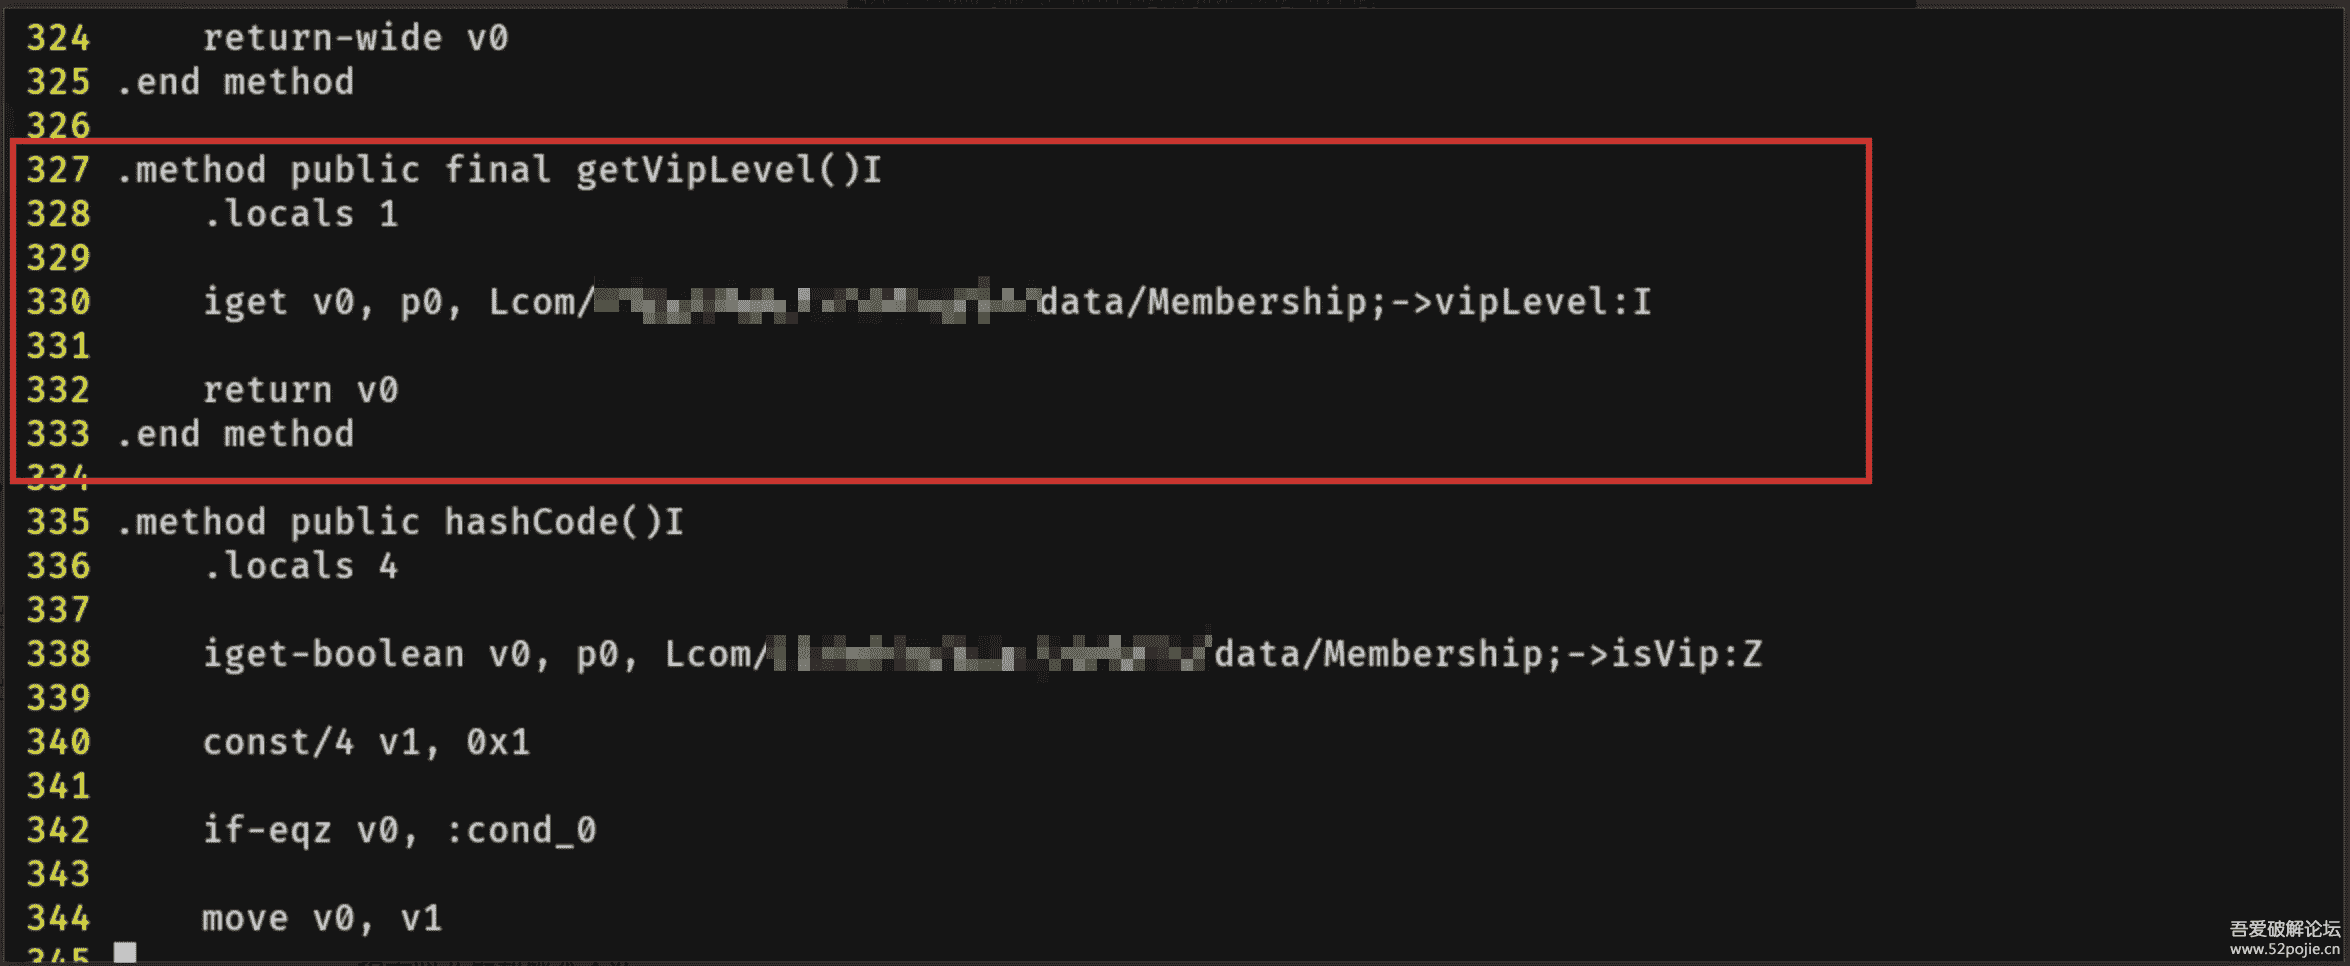 324 return-wide v0
325 .end method
326
327 .method public final getVipLevel()I
328 .locals 1
329
330 iget v0, p0, Lcom/ data/Membership;->vipLevel:I
331
332 return v0
333 .end method
334
335 .method public hashCode()I
336 .locals 4
337
338 iget-boolean v0, p0, Lcom/ data/Membership;->isVip:Z
339
340 const/4 v1, 0x1
341
342 if-eqz v0, :cond_0
343
344 move v0, v1
345
吾爱破解论坛
www.52pojie.cn